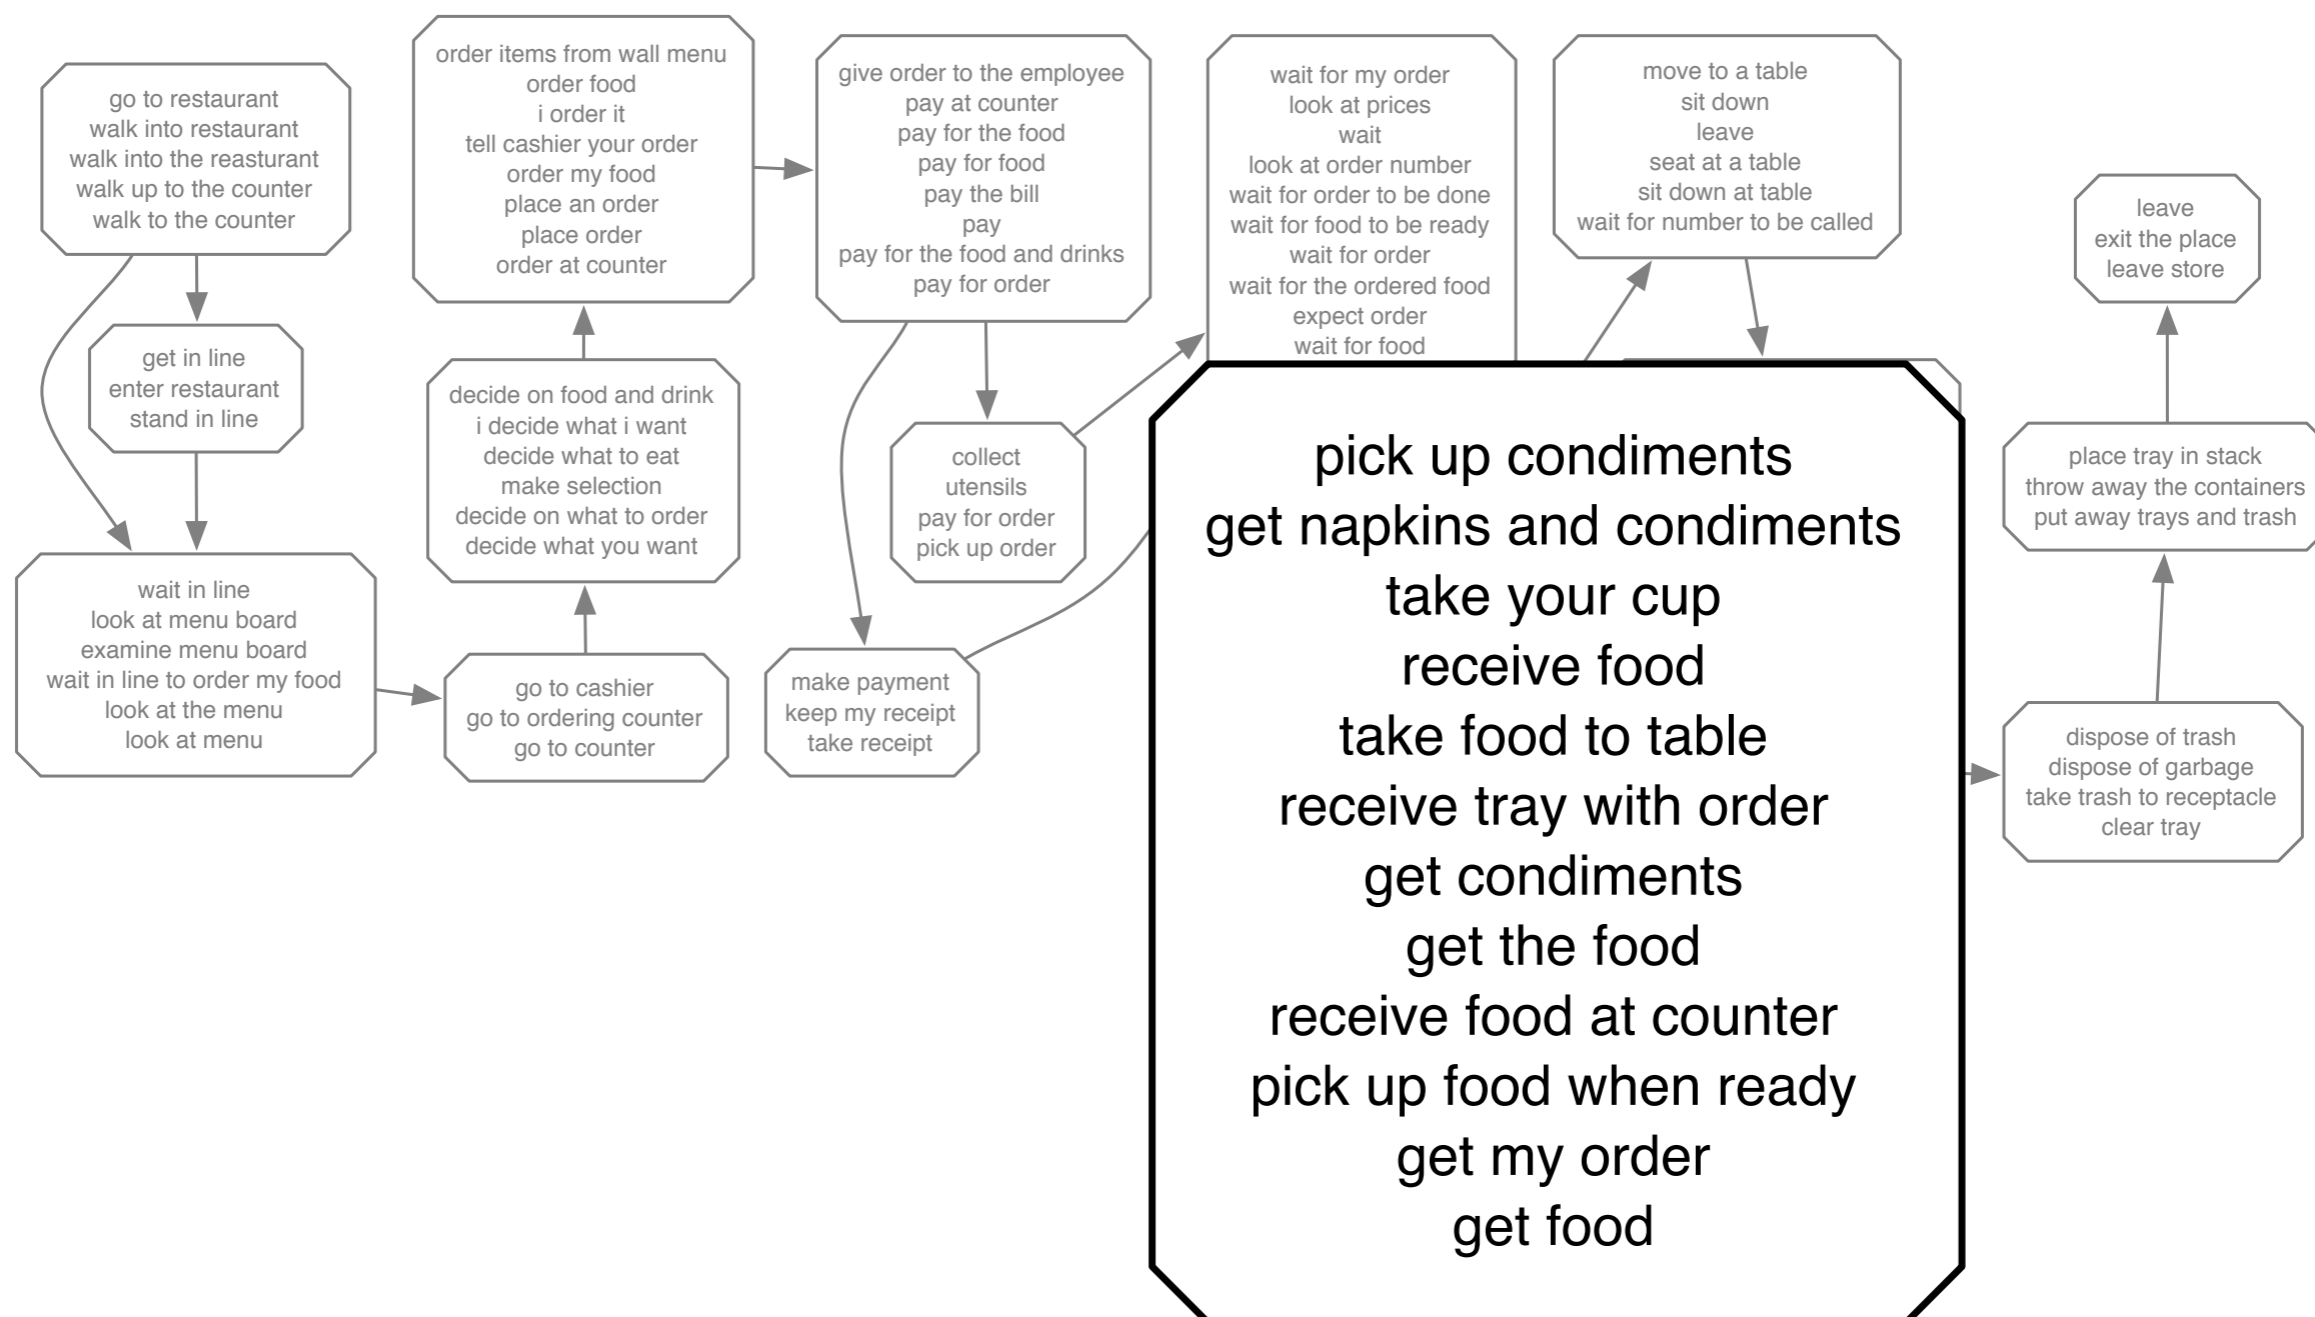 go to restaurant
walk into restaurant
walk into the reasturant
walk up to the counter
walk to the counter
get in line
enter restaurant
stand in line
wait in line
look at menu board
examine menu board
wait in line to order my food
look at the menu
look at menu
order items from wall menu
order food
i order it
tell cashier your order
order my food
place an order
place order
order at counter
decide on food and drink
i decide what i want
decide what to eat
make selection
decide on what to order
decide what you want
go to cashier
go to ordering counter
go to counter
give order to the employee
pay at counter
pay for the food
pay for food
pay the bill
pay
pay for the food and drinks
pay for order
collect
utensils
pay for order
pick up order
make payment
keep my receipt
take receipt
wait for my order
look at prices
wait
look at order number
wait for order to be done
wait for food to be ready
wait for order
wait for the ordered food
expect order
wait for food
move to a table
sit down
leave
seat at a table
sit down at table
wait for number to be called
pick up condiments
get napkins and condiments
take your cup
receive food
take food to table
receive tray with order
get condiments
get the food
receive food at counter
pick up food when ready
get my order
get food
leave
exit the place
leave store
place tray in stack
throw away the containers
put away trays and trash
dispose of trash
dispose of garbage
take trash to receptacle
clear tray